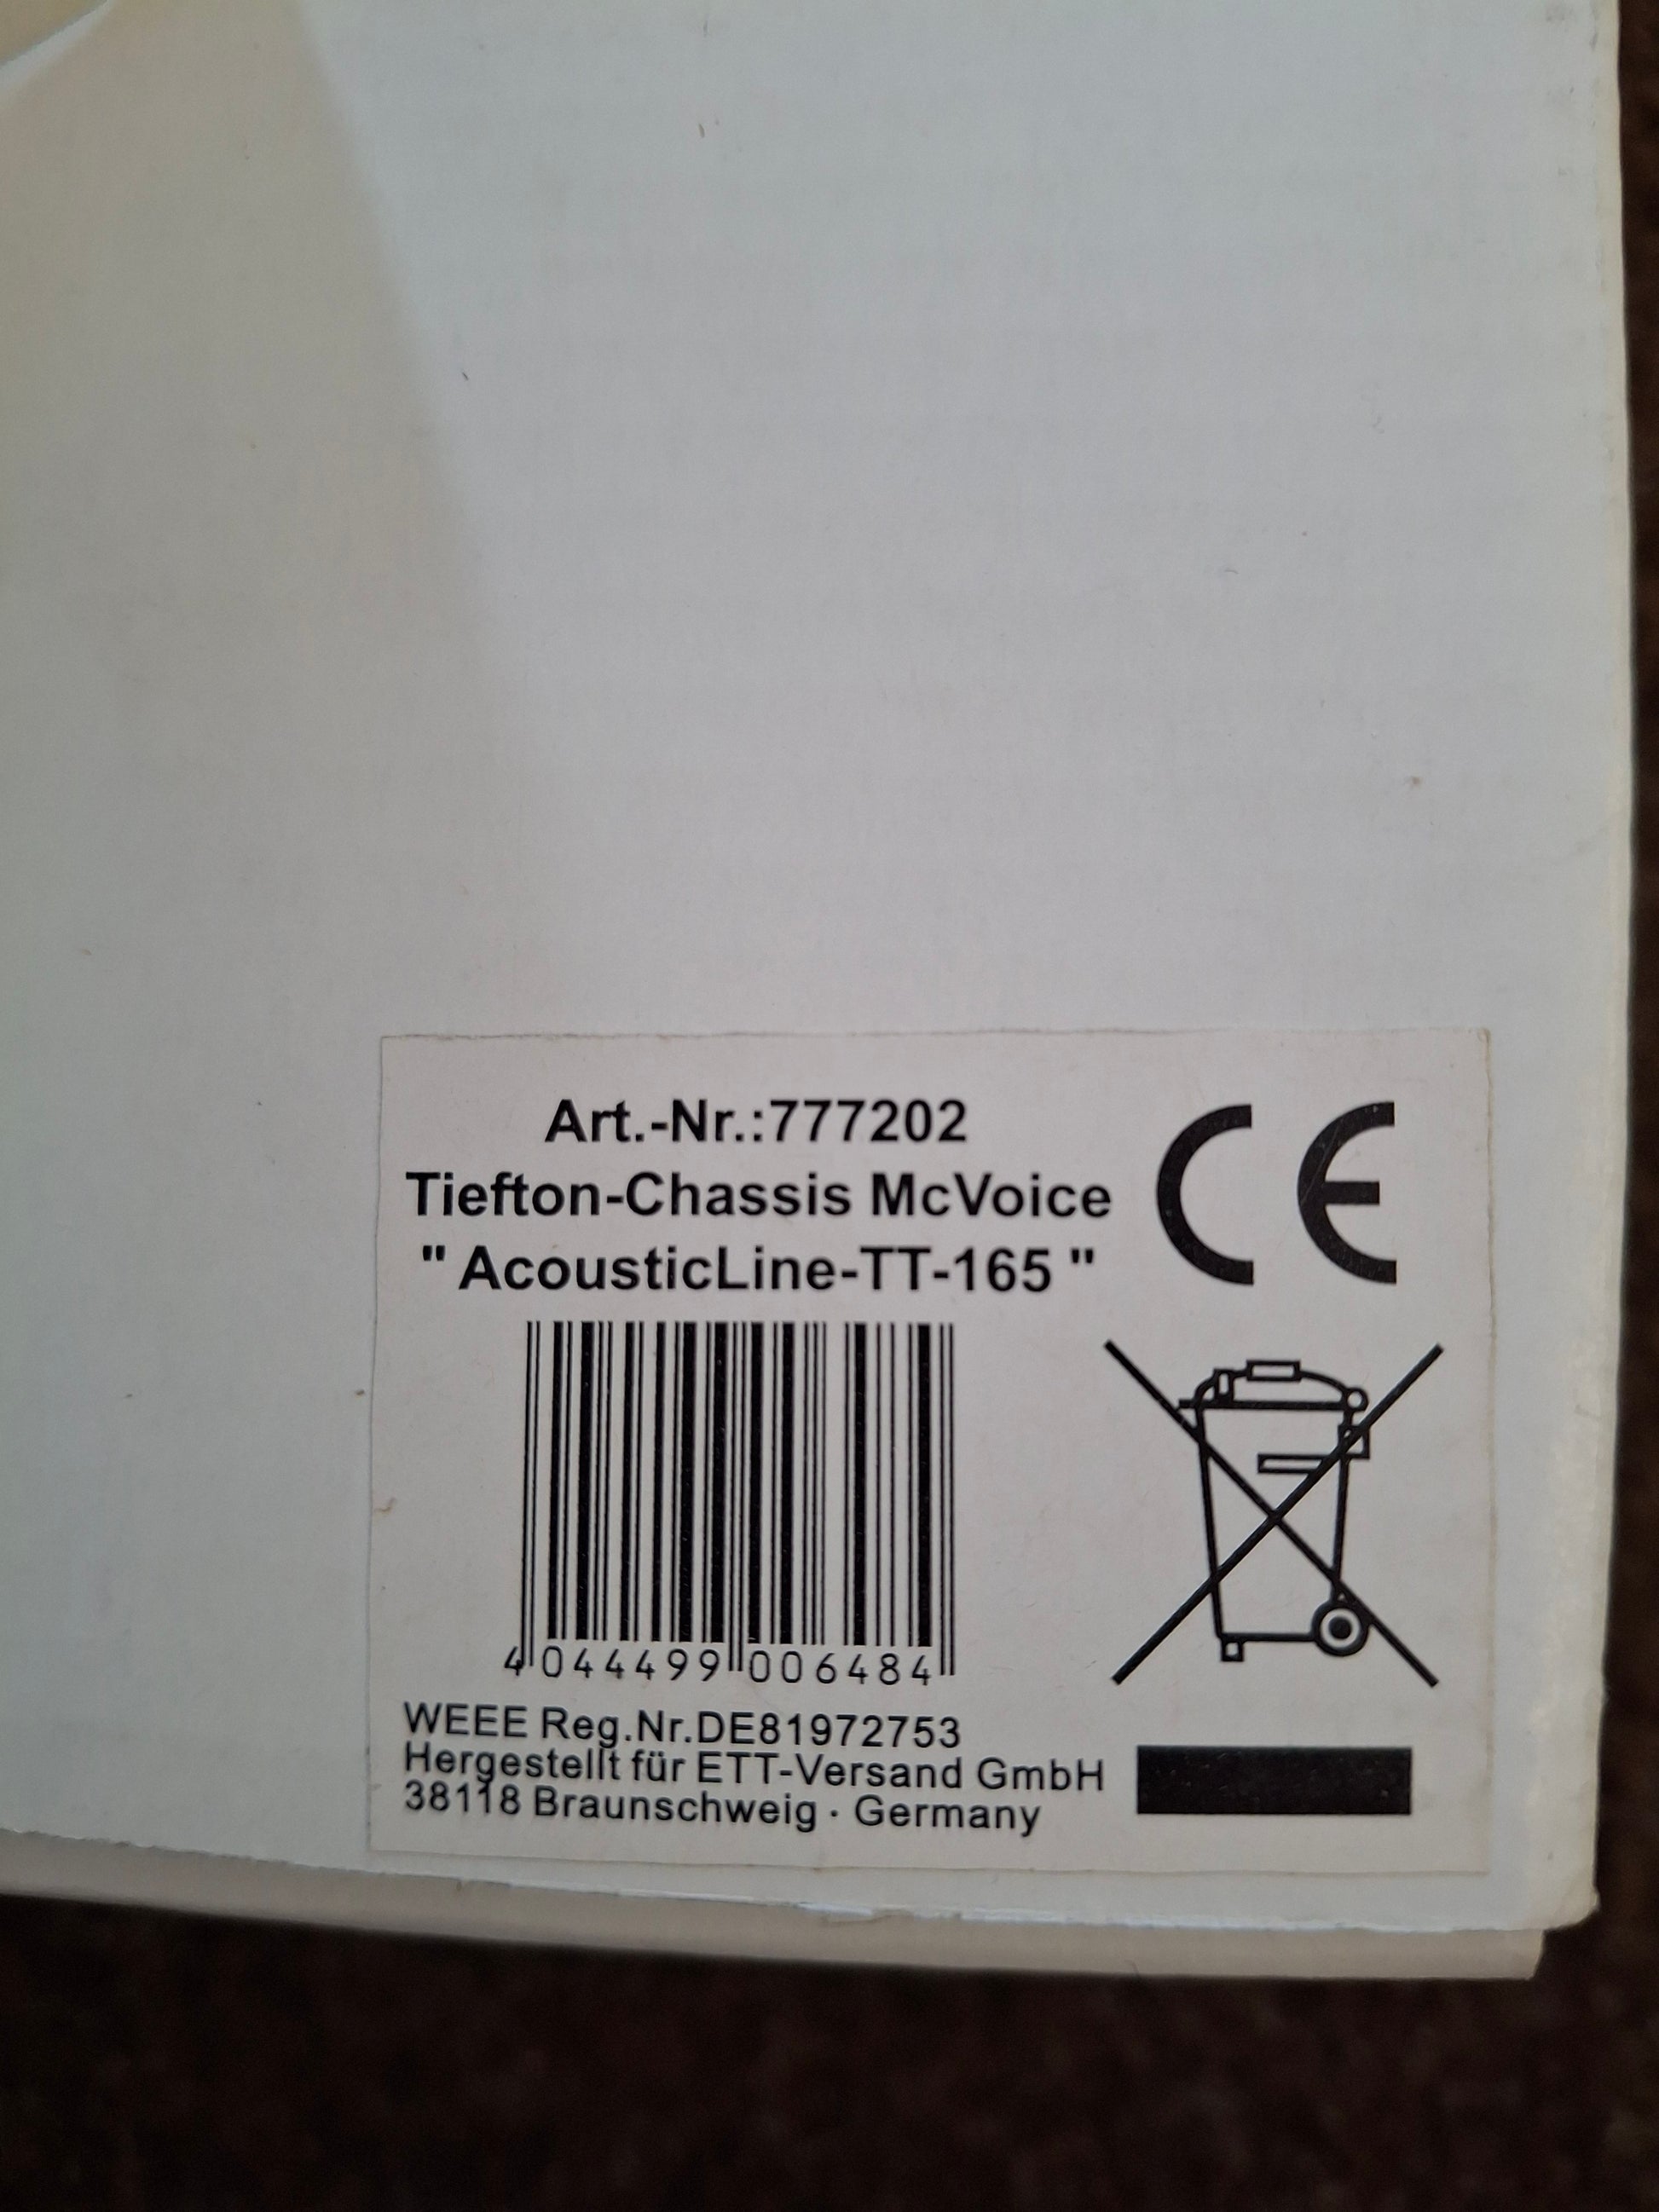 Art.-Nr.:777202
Tiefton-Chassis McVoice
" AcousticLine-TT-165 "
CE
4 044499 006484
WEEE Reg.Nr.DE81972753
Hergestellt für ETT-Versand GmbH
38118 Braunschweig · Germany